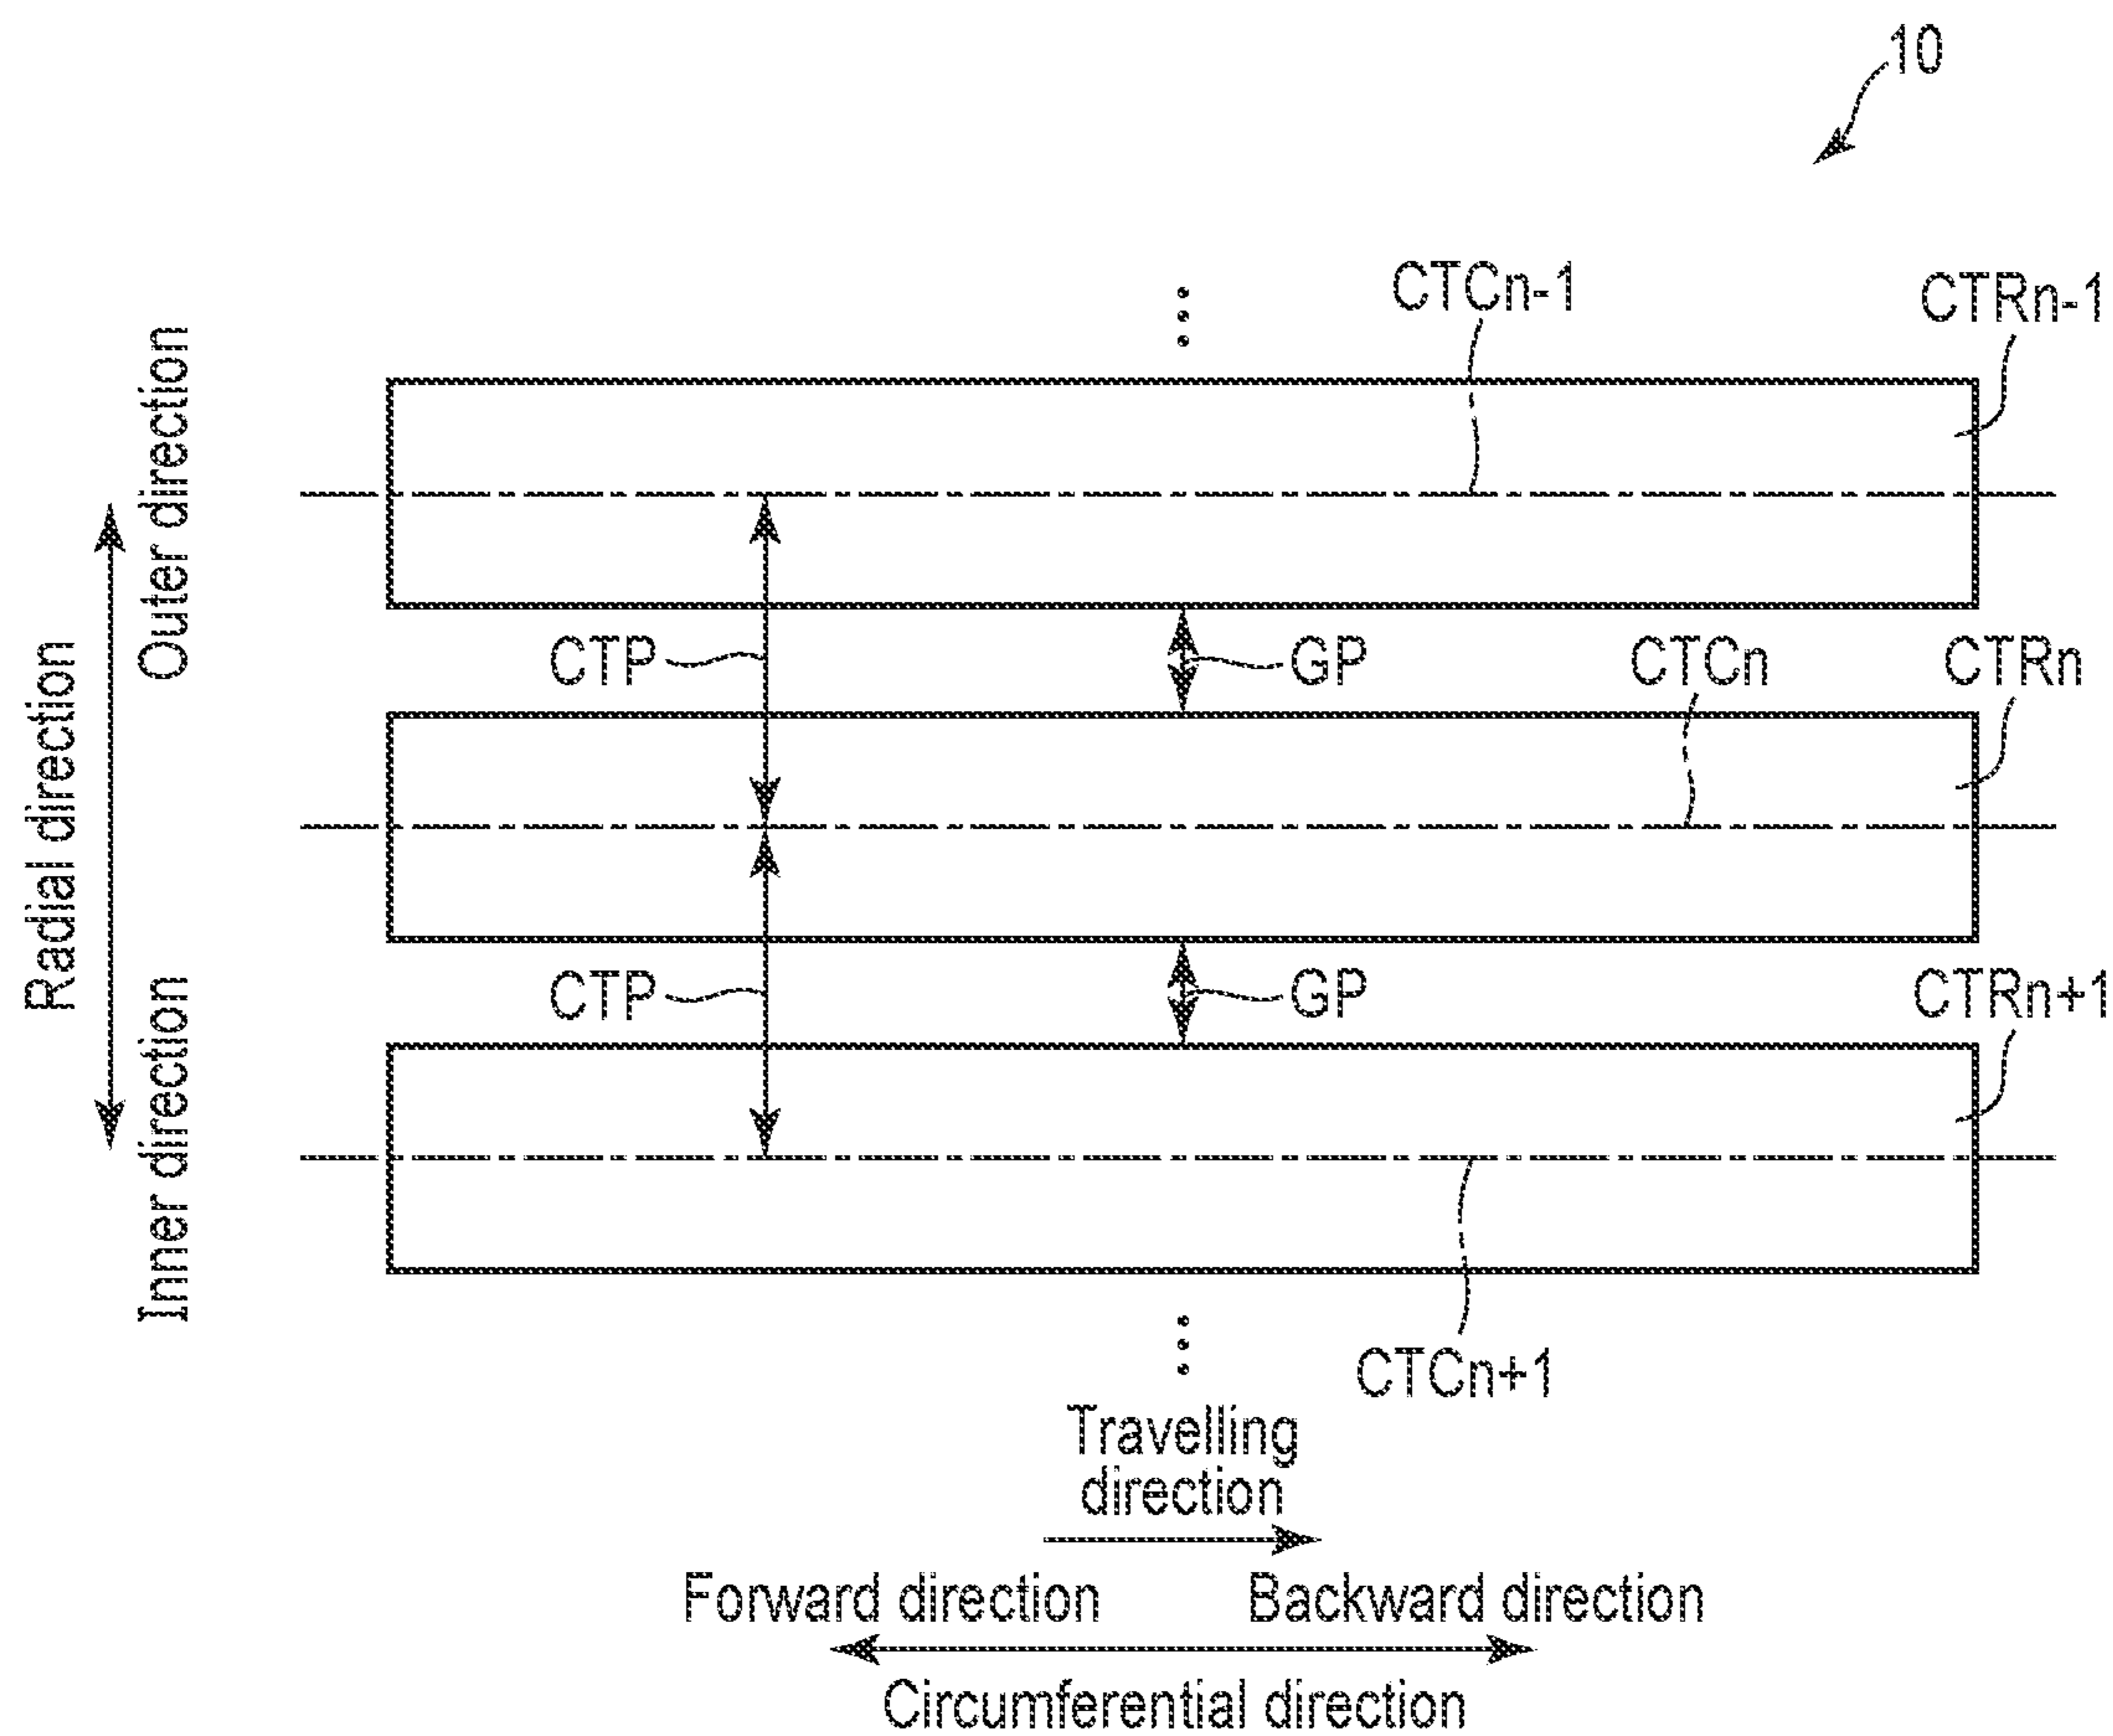 10
CTCn-1
CTRn-1
Outer direction
Radial direction
Inner direction
CTP
GP
CTCn
CTRn
CTP
GP
CTRn+1
CTCn+1
Travelling
direction
Forward direction
Backward direction
Circumferential direction